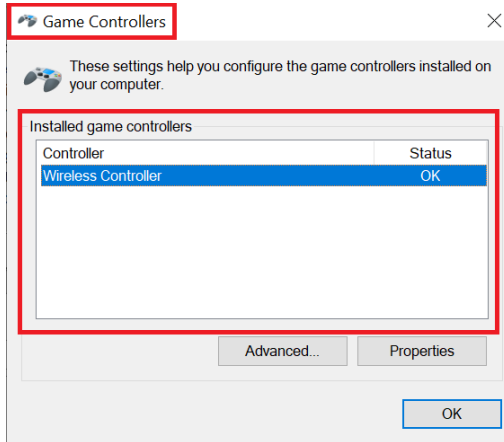 Game Controllers
These settings help you configure the game controllers installed on
your computer.
Installed game controllers
Controller Status
Wireless Controller OK
Advanced... Properties
OK